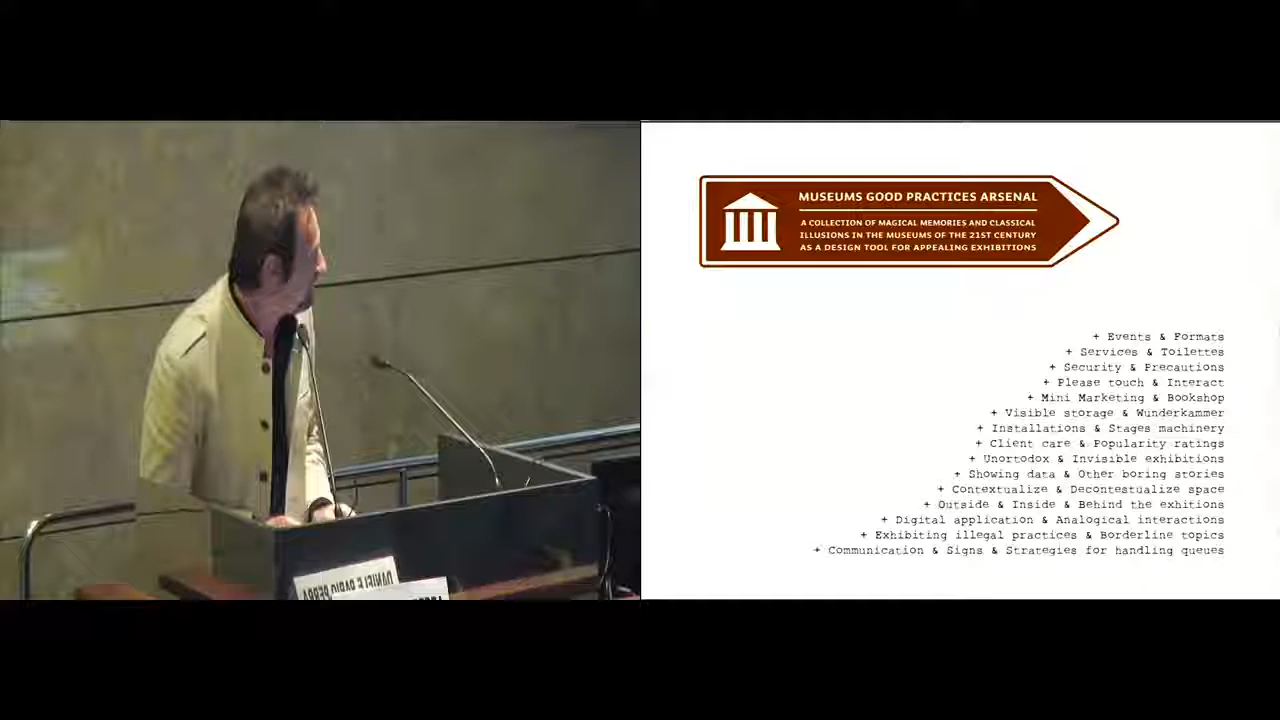 MUSEUMS GOOD PRACTICES ARSENAL
A COLLECTION OF MAGICAL MEMORIES AND CLASSICAL
ILLUSIONS IN THE MUSEUMS OF THE 21ST CENTURY
AS A DESIGN TOOL FOR APPEALING EXHIBITIONS
+ Events & Formats
+ Services & Toilettes
+ Security & Precautions
+ Please touch & Interact
+ Mini Marketing & Bookshop
+ Visible storage & Wunderkammer
+ Installations & Stages machinery
+ Client care & Popularity ratings
+ Unortodox & Invisible exhibitions
+ Showing data & Other boring stories
+ Contextualize & Decontestualize space
+ Outside & Inside & Behind the exhitions
+ Digital application & Analogical interactions
+ Exhibiting illegal practices & Borderline topics
+ Communication & Signs & Strategies for handling queues